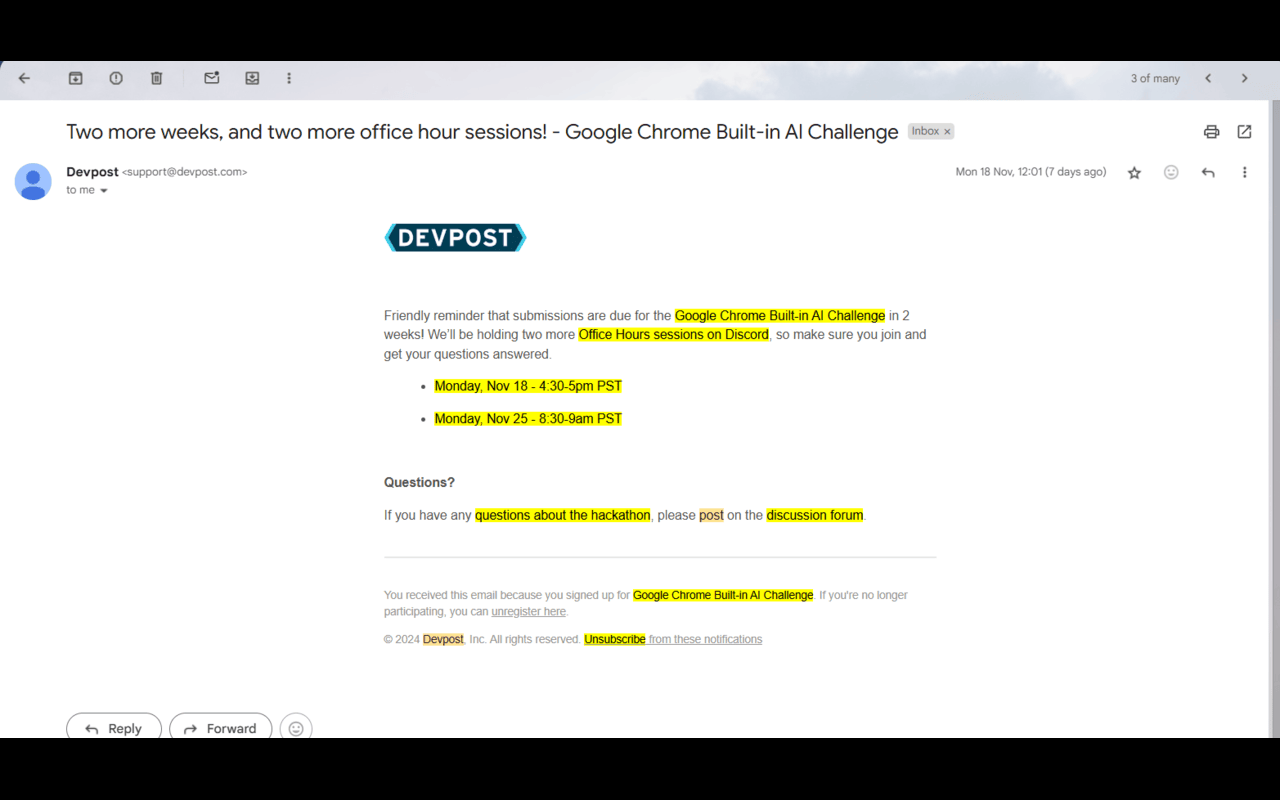 3 of many
Two more weeks, and two more office hour sessions! - Google Chrome Built-in AI Challenge Inbox ×
Devpost <support@devpost.com> Mon 18 Nov, 12:01 (7 days ago)
to me
DEVPOST
Friendly reminder that submissions are due for the Google Chrome Built-in AI Challenge in 2
weeks! We'll be holding two more Office Hours sessions on Discord, so make sure you join and
get your questions answered.
• Monday, Nov 18 - 4:30-5pm PST
• Monday, Nov 25 - 8:30-9am PST
Questions?
If you have any questions about the hackathon, please post on the discussion forum.
You received this email because you signed up for Google Chrome Built-in AI Challenge. If you're no longer
participating, you can unregister here.
© 2024 Devpost, Inc. All rights reserved. Unsubscribe from these notifications
Reply Forward